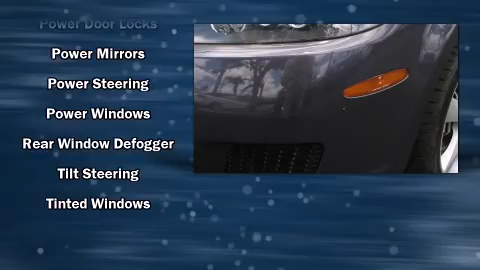 Power Door Locks
Power Mirrors
Power Steering
Power Windows
Rear Window Defogger
Tilt Steering
Tinted Windows